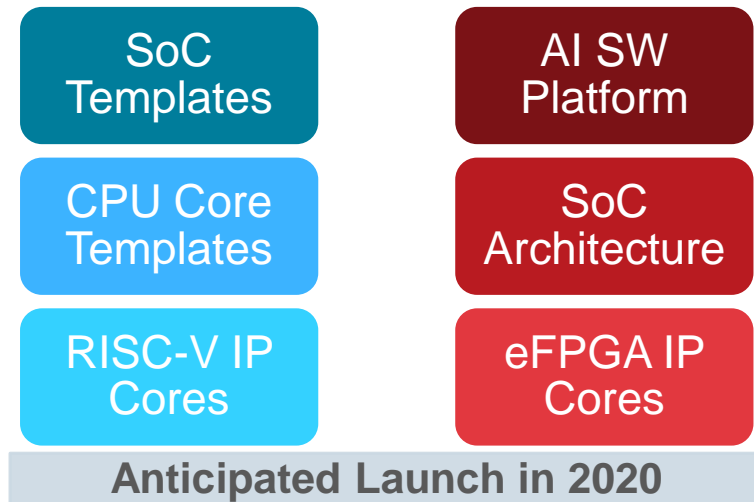 SoC
Templates
AI SW
Platform
CPU Core
Templates
SoC
Architecture
RISC-V IP
Cores
eFPGA IP
Cores
Anticipated Launch in 2020